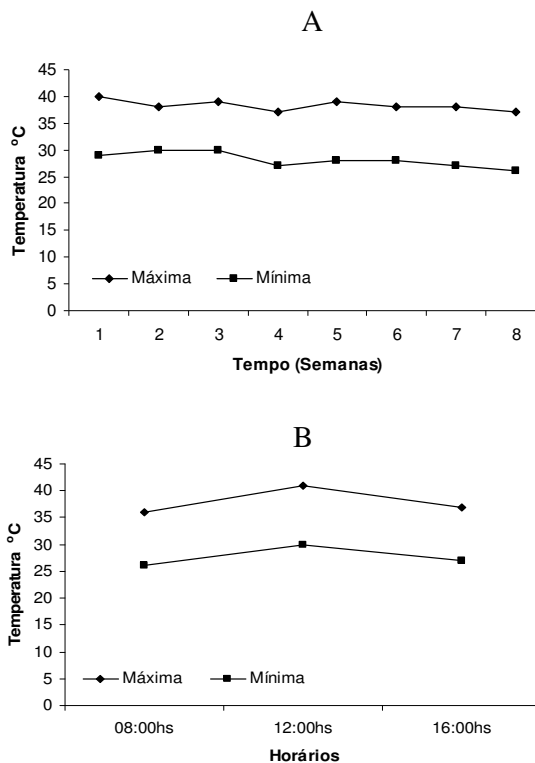 A
45
40
35
30
25
20
15
10
5
0
Temperatura ºC
Máxima Mínima
1 2 3 4 5 6 7 8
Tempo (Semanas)
B
45
40
35
30
25
20
15
10
5
0
Temperatura ºC
Máxima Mínima
08:00hs 12:00hs 16:00hs
Horários